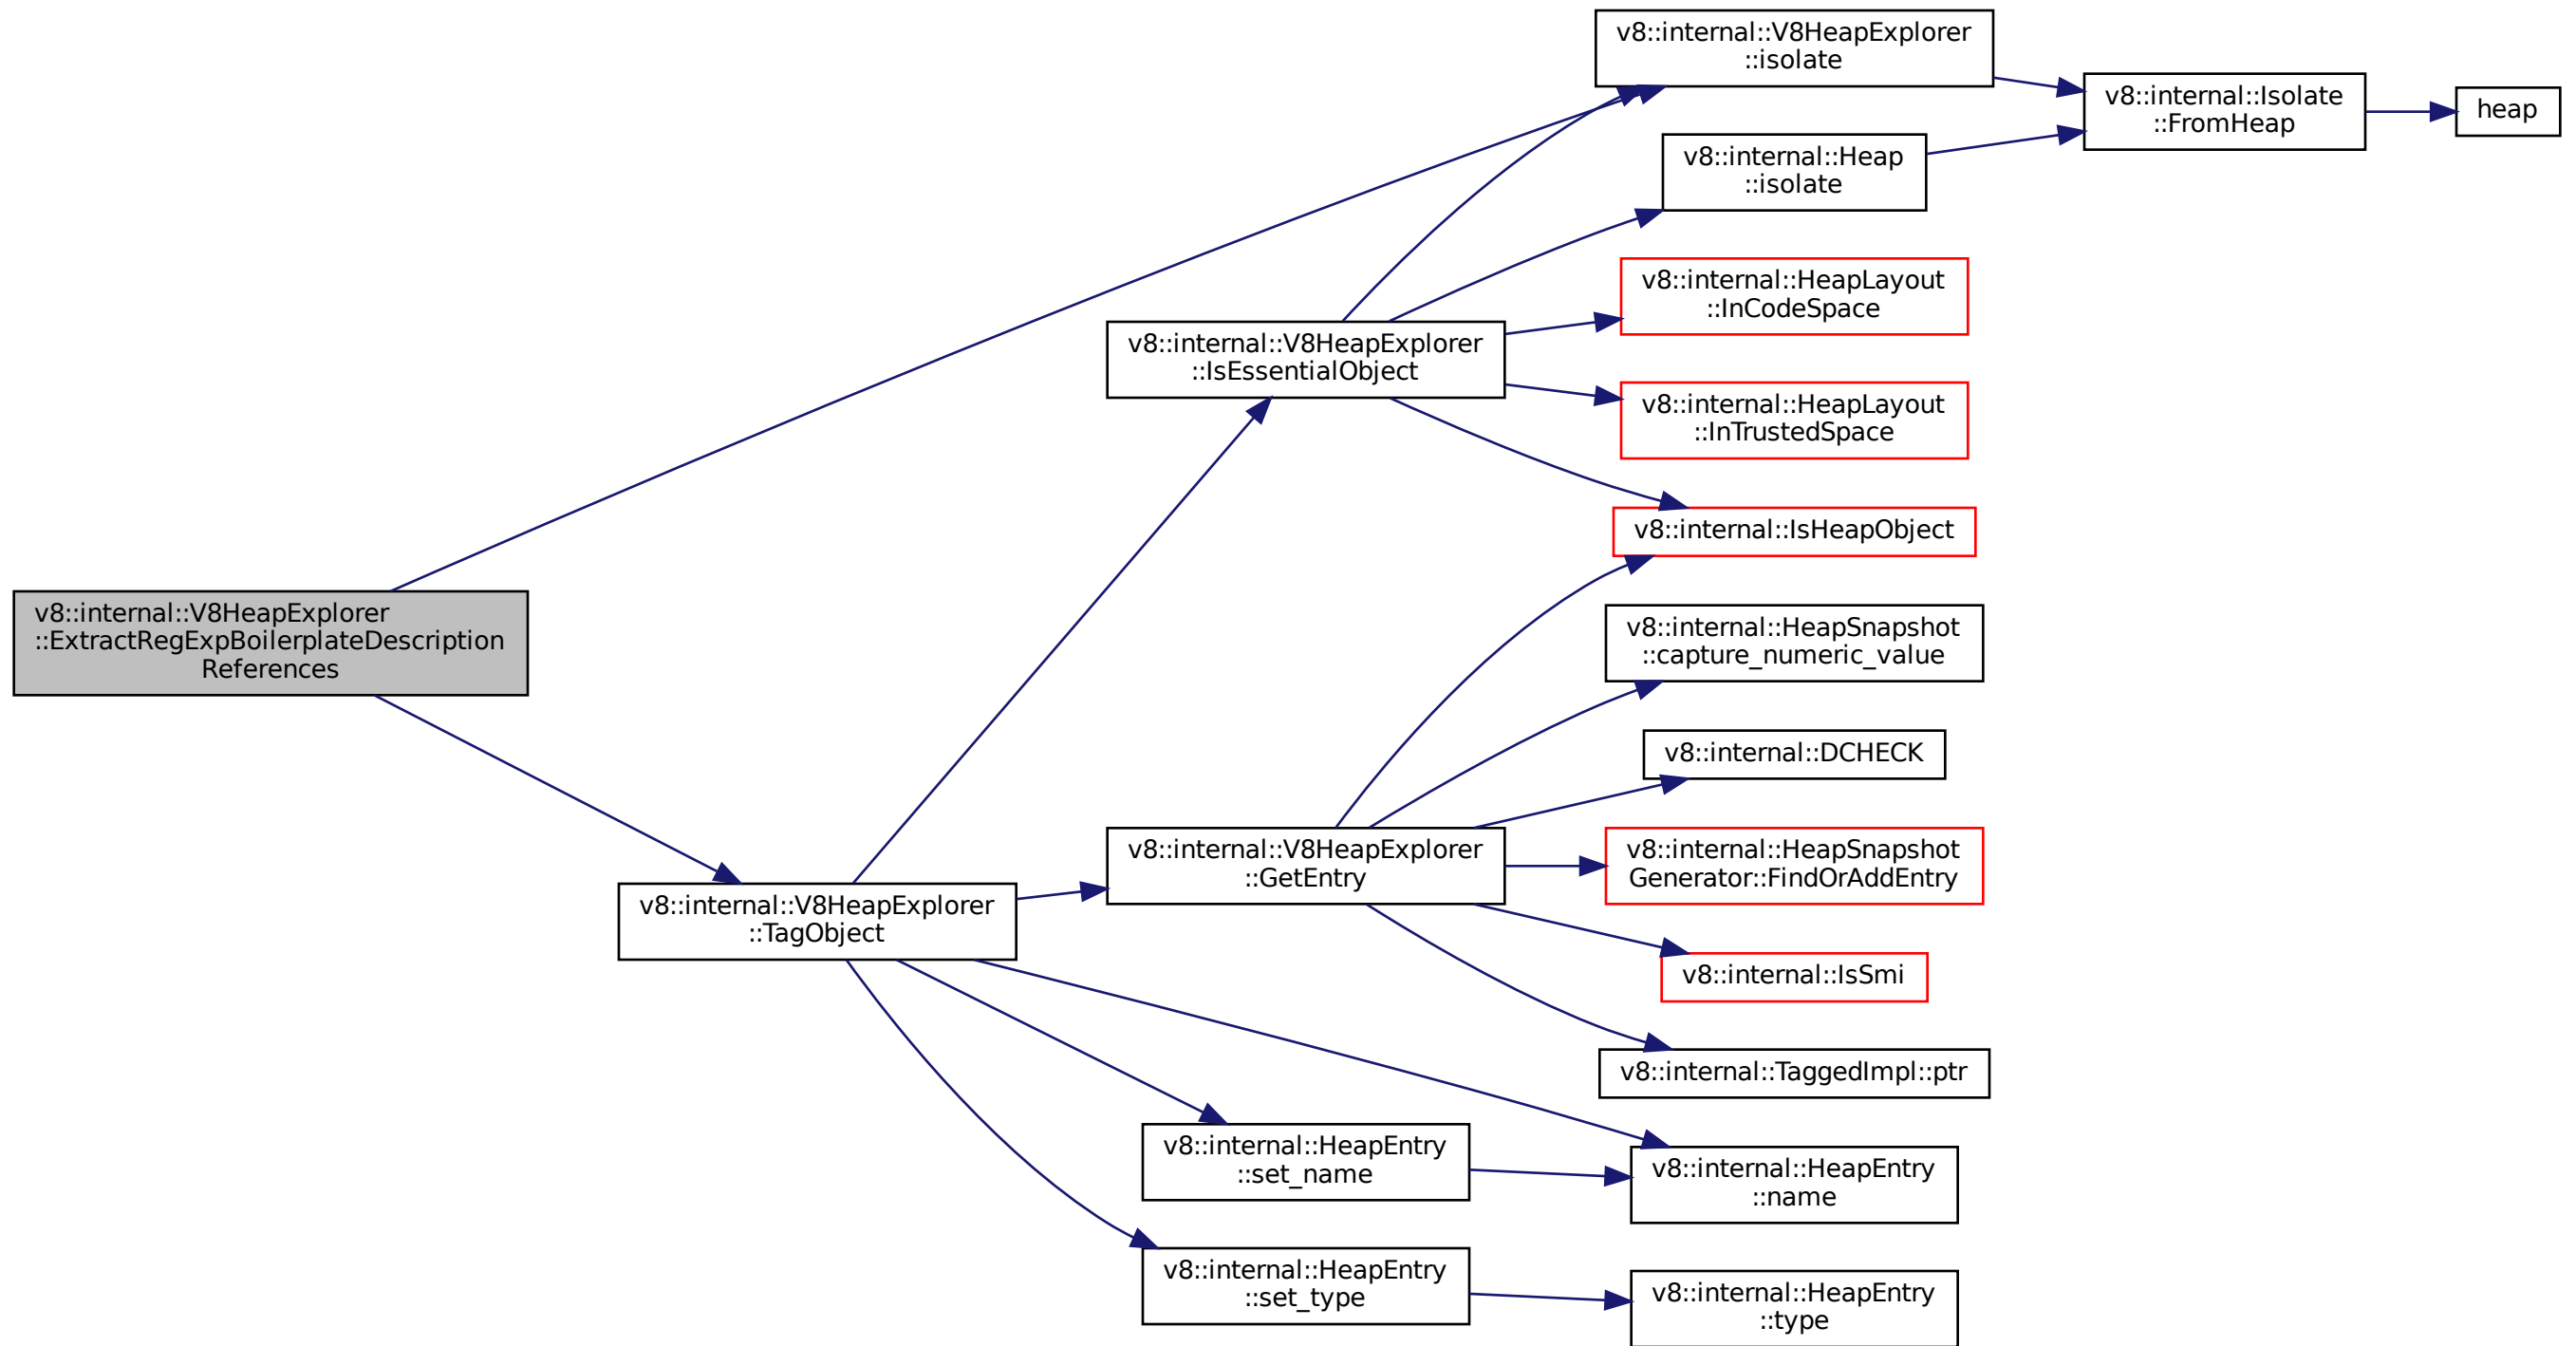 v8::internal::V8HeapExplorer
::ExtractRegExpBoilerplateDescription
References
v8::internal::V8HeapExplorer
::TagObject
v8::internal::V8HeapExplorer
::IsEssentialObject
v8::internal::V8HeapExplorer
::GetEntry
v8::internal::HeapEntry
::set_name
v8::internal::HeapEntry
::set_type
v8::internal::V8HeapExplorer
::isolate
v8::internal::Heap
::isolate
v8::internal::HeapLayout
::InCodeSpace
v8::internal::HeapLayout
::InTrustedSpace
v8::internal::IsHeapObject
v8::internal::HeapSnapshot
::capture_numeric_value
v8::internal::DCHECK
v8::internal::HeapSnapshot
Generator::FindOrAddEntry
v8::internal::IsSmi
v8::internal::TaggedImpl::ptr
v8::internal::HeapEntry
::name
v8::internal::HeapEntry
::type
v8::internal::Isolate
::FromHeap
heap